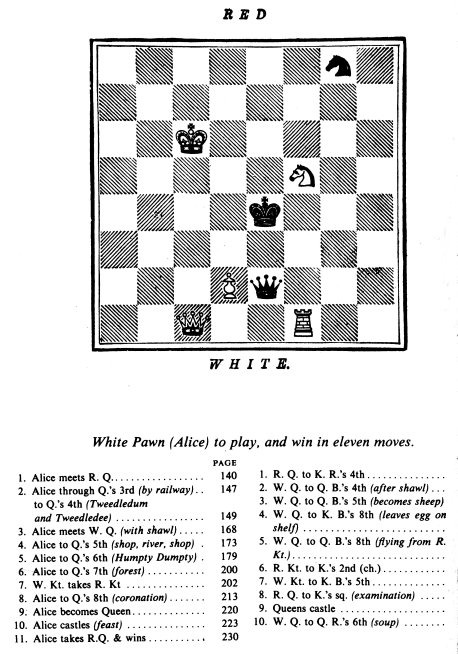 RED
WHITE.
White Pawn (Alice) to play, and win in eleven moves.
PAGE
1. Alice meets R. Q.................. 140
2. Alice through Q.'s 3rd (by railway).. 147
to Q.'s 4th (Tweedledum
and Tweedledee) ................ 149
3. Alice meets W. Q. (with shawl) .... 168
4. Alice to Q.'s 5th (shop, river, shop) . 173
5. Alice to Q.'s 6th (Humpty Dumpty) . 179
6. Alice to Q.'s 7th (forest) .......... 200
7. W. Kt. takes R. Kt .............. 202
8. Alice to Q.'s 8th (coronation) ...... 213
9. Alice becomes Queen............. 220
10. Alice castles (feast) .............. 223
11. Alice takes R.Q. & wins .......... 230
1. R. Q. to K. R.'s 4th................
2. W. Q. to Q. B.'s 4th (after shawl) ...
3. W. Q. to Q. B.'s 5th (becomes sheep)
4. W. Q. to K. B.'s 8th (leaves egg on
shelf) ............................
5. W. Q. to Q. B.'s 8th (flying from R.
Kt.)..............................
6. R. Kt. to K.'s 2nd (ch.)............
7. W. Kt. to K. B.'s 5th..............
8. R. Q. to K.'s sq. (examination) .....
9. Queens castle ....................
10. W. Q. to Q. R.'s 6th (soup) ........